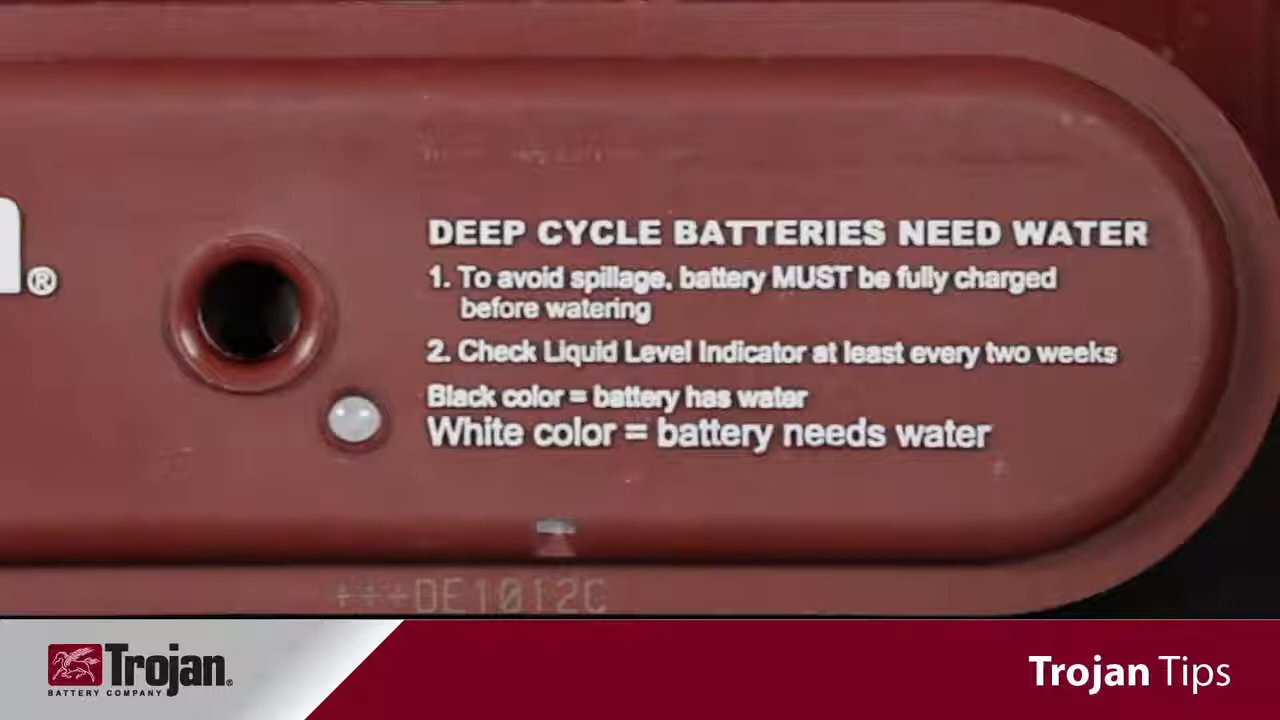 ®
DEEP CYCLE BATTERIES NEED WATER
1. To avoid spillage, battery MUST be fully charged
before watering
2. Check Liquid Level Indicator at least every two weeks
Black color = battery has water
White color = battery needs water
+++DE1012C
Trojan®
BATTERY COMPANY
Trojan Tips